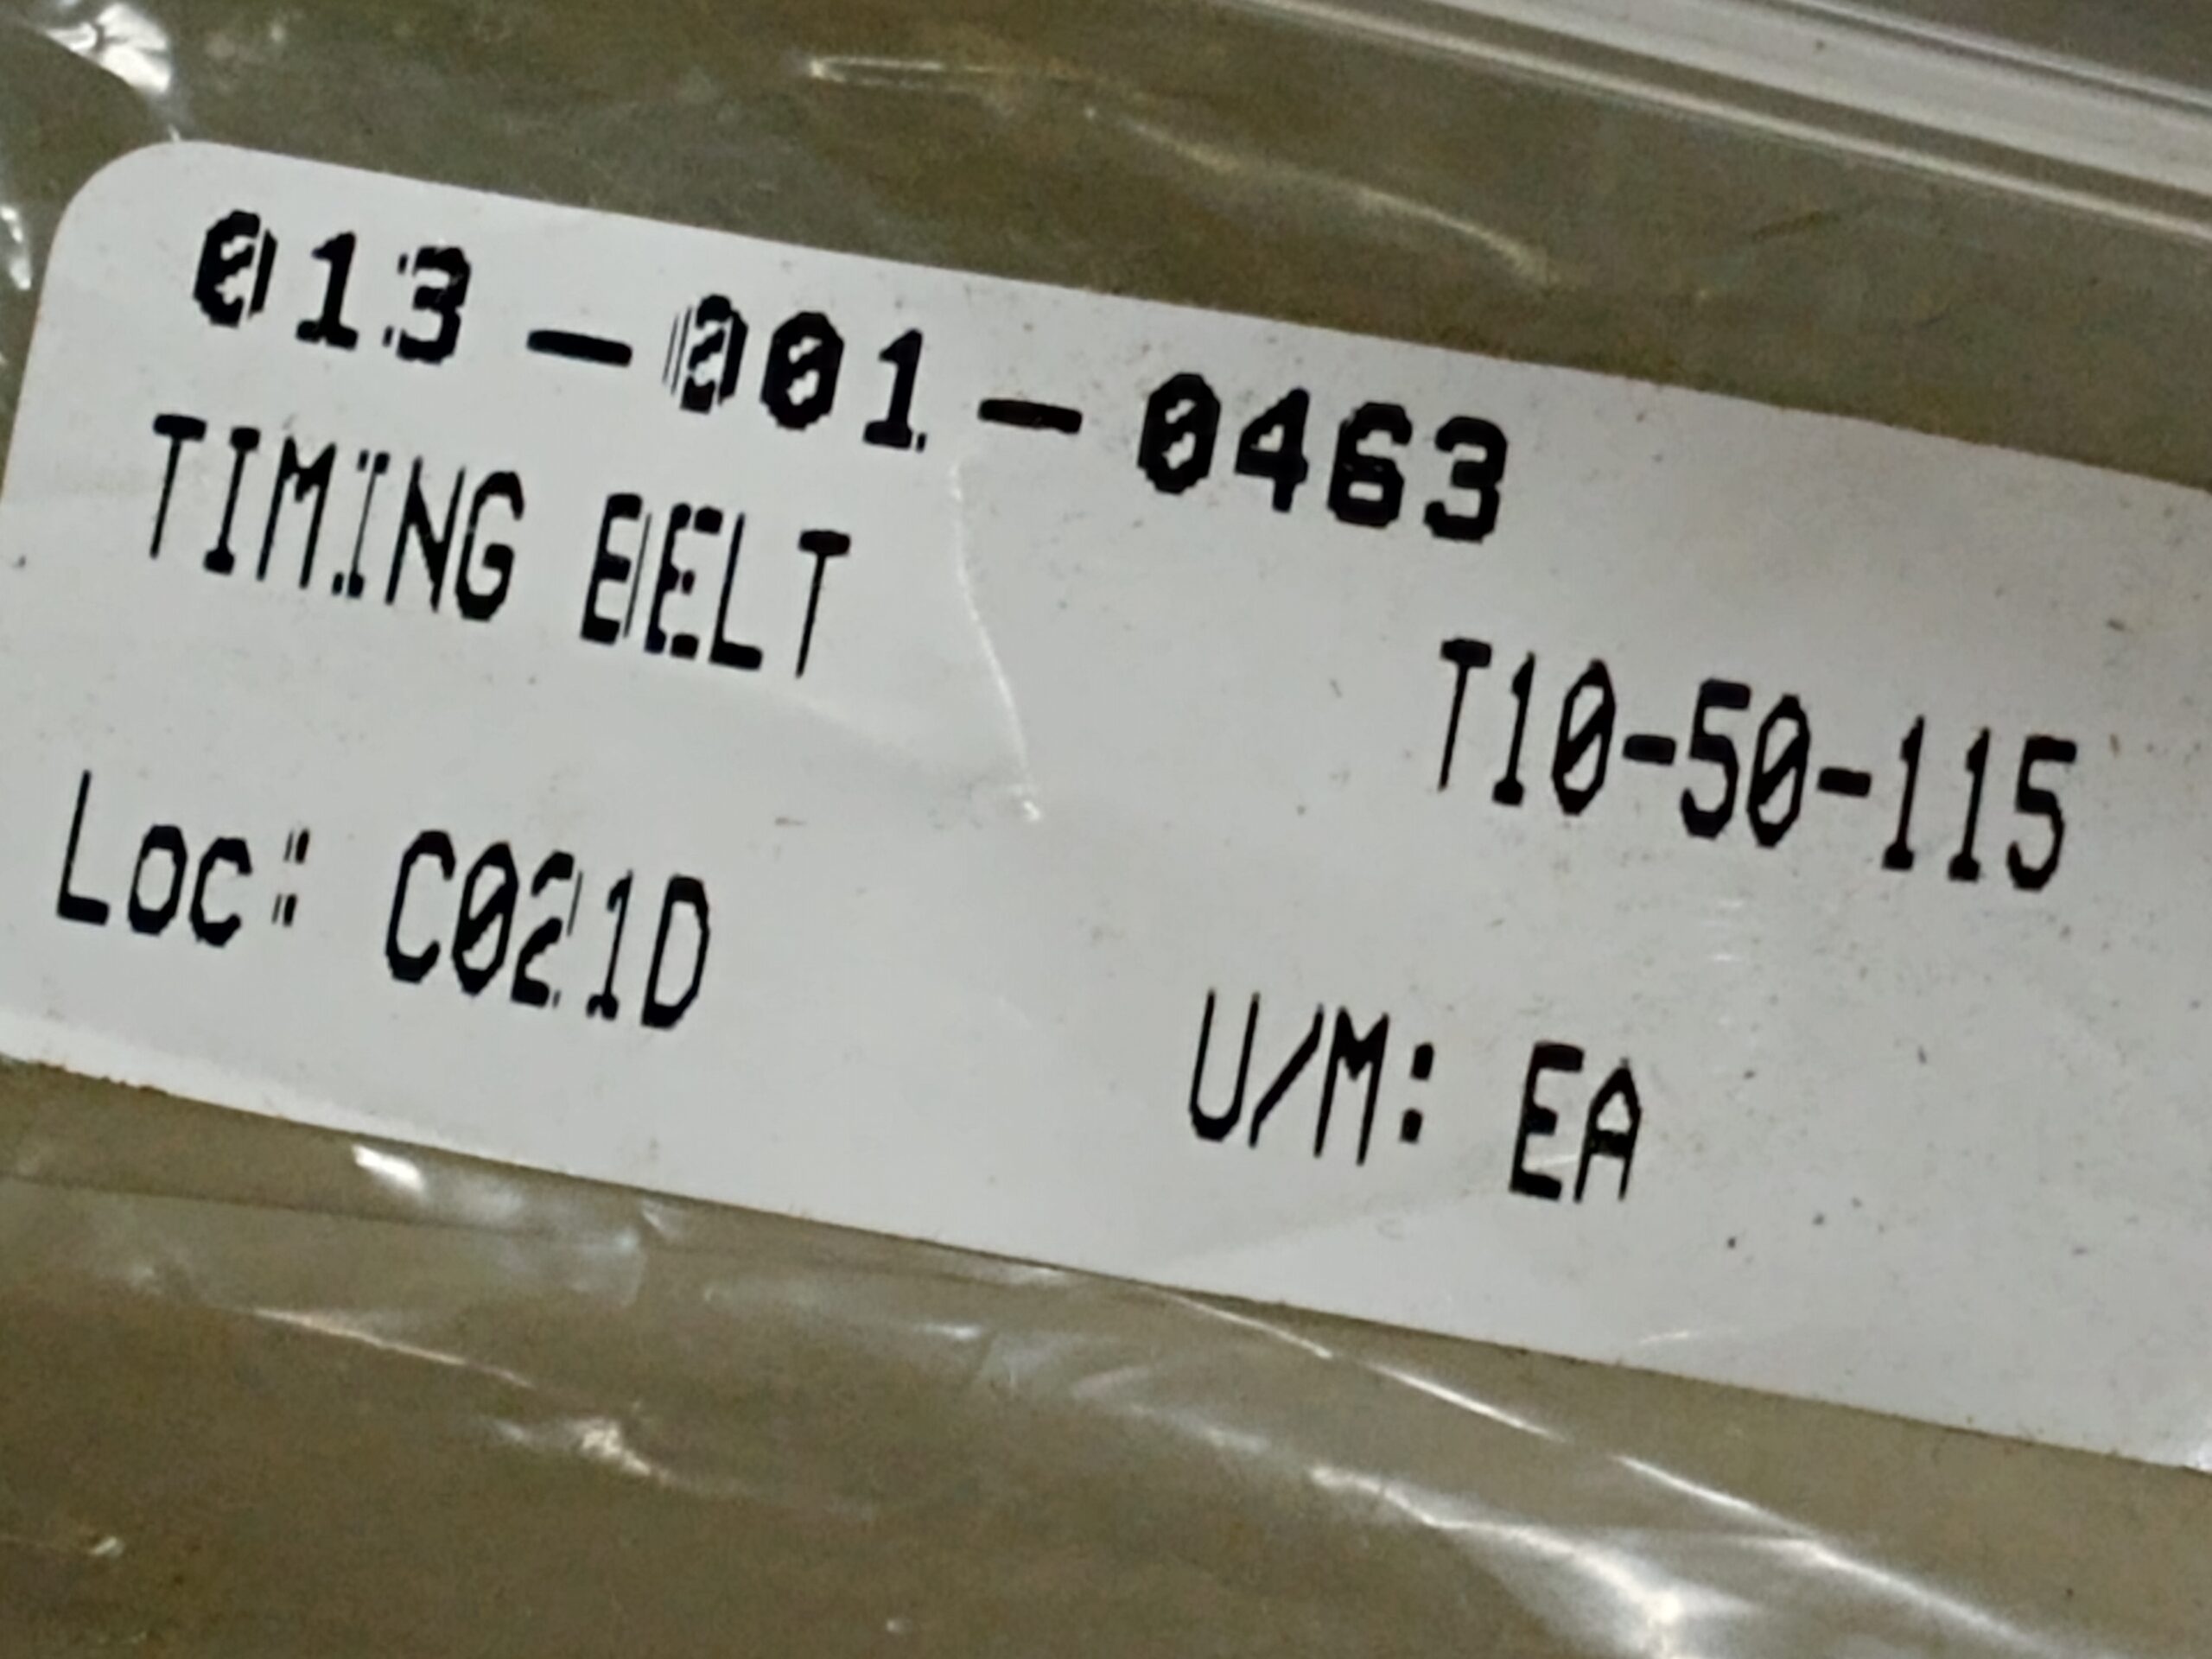 013-001-0463
TIMING BELT
T10-50-115
Loc: C021D
U/M: EA